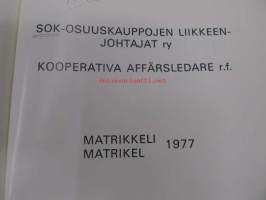 SOK-OSUUSKAUPPOJEN LIIKKEEN-
JOHTAJAT ry
KOOPERATIVA AFFÄRSLEDARE r.f.
MATRIKKELI 1977
MATRIKEL